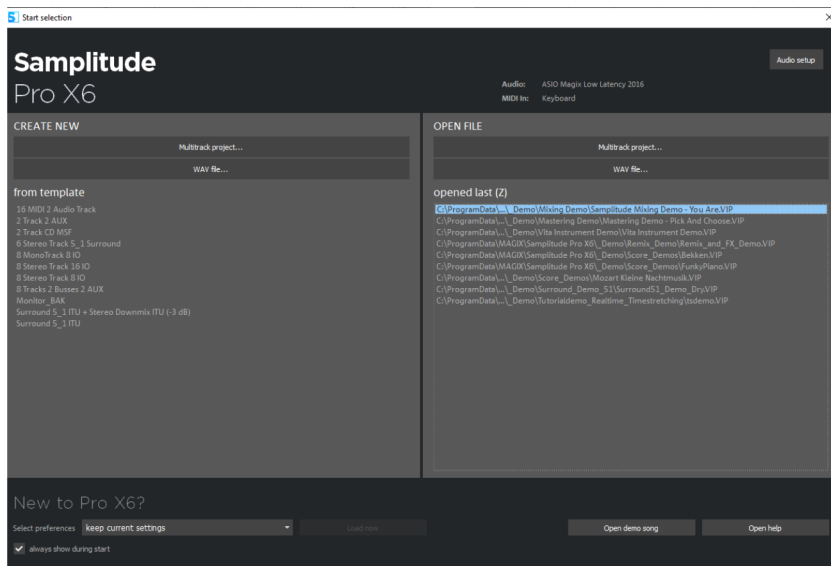 Start selection
Samplitude
Pro X6
Audio setup
Audio: ASIO Magix Low Latency 2016
MIDI In: Keyboard
CREATE NEW
Multitrack project...
WAV file...
from template
16 MIDI 2 Audio Track
2 Track 2 AUX
2 Track CD MSF
6 Stereo Track 5_1 Surround
8 MonoTrack 8 IO
8 Stereo Track 16 IO
8 Stereo Track 8 IO
8 Tracks 2 Busses 2 AUX
Monitor_BAK
Surround 5_1 ITU + Stereo Downmix ITU (-3 dB)
Surround 5_1 ITU
OPEN FILE
Multitrack project...
WAV file...
opened last (Z)
C:\ProgramData\...\_Demo\Mixing Demo\Samplitude Mixing Demo - You Are.VIP
C:\ProgramData\...\_Demo\Mastering Demo\Mastering Demo - Pick And Choose.VIP
C:\ProgramData\...\_Demo\Vita Instrument Demo\Vita Instrument Demo.VIP
C:\ProgramData\MAGIX\Samplitude Pro X6\_Demo\Remix_Demo\Remix_and_FX_Demo.VIP
C:\ProgramData\MAGIX\Samplitude Pro X6\_Demo\Score_Demos\Bekken.VIP
C:\ProgramData\MAGIX\Samplitude Pro X6\_Demo\Score_Demos\FunkyPiano.VIP
C:\ProgramData\...\_Demo\Score_Demos\Mozart Kleine Nachtmusik.VIP
C:\ProgramData\...\_Demo\Surround_Demo_51\Surround51_Demo_Dry.VIP
C:\ProgramData\...\_Demo\Tutorialdemo_Realtime_Timestretching\tsdemo.VIP
New to Pro X6?
Select preferences keep current settings
Load now
Open demo song
Open help
always show during start